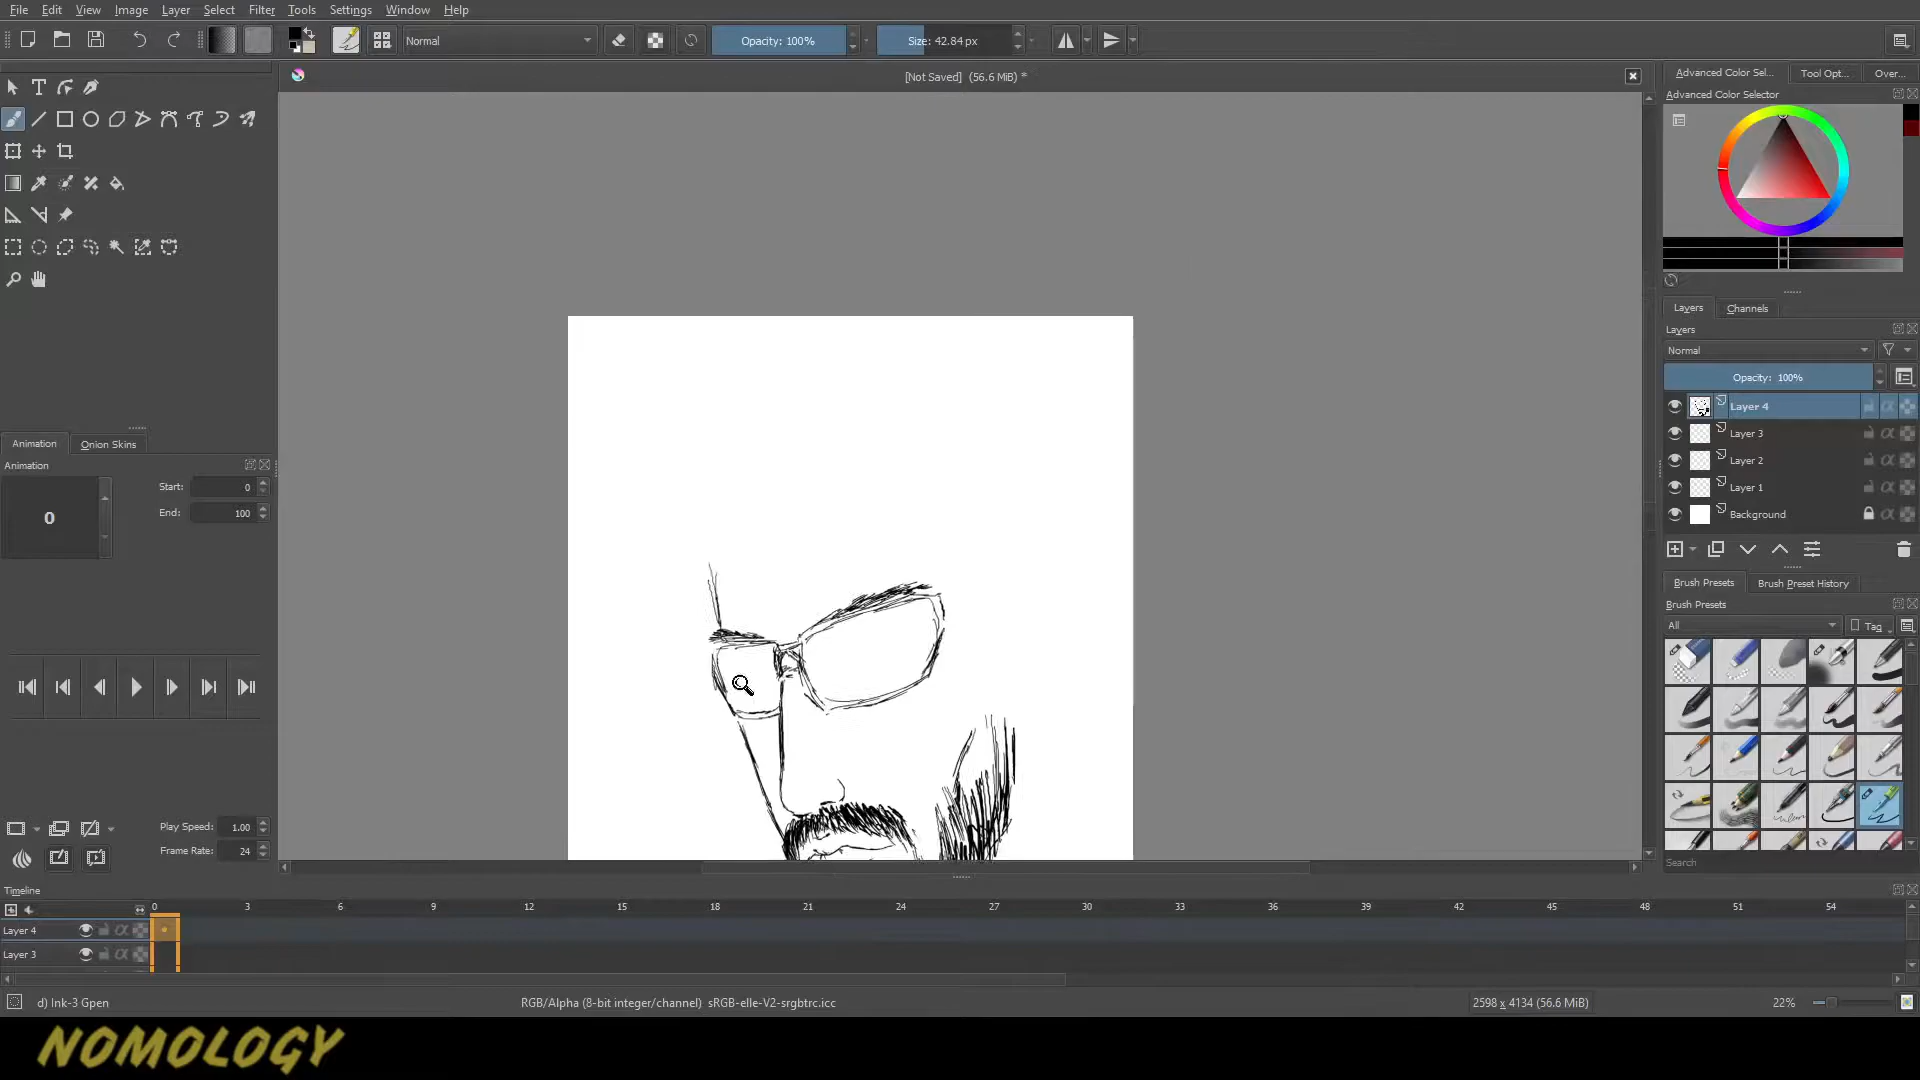 File Edit View Image Layer Select Filter Tools Settings Window Help
Normal Opacity: 100% Size: 42.84 px
[Not Saved] (56.6 MiB) *
Advanced Color Sel... Tool Opt... Over...
Advanced Color Selector
Layers Channels
Layers
Normal
Opacity: 100%
Layer 4
Layer 3
Layer 2
Layer 1
Background
Brush Presets Brush Preset History
Brush Presets
All Tag
Search
Animation Onion Skins
Animation
Start: 0
0
End: 100
Play Speed: 1.00
Frame Rate: 24
Timeline
0 3 6 9 12 15 18 21 24 27 30 33 36 39 42 45 48 51 54
Layer 4
Layer 3
d) Ink-3 Gpen RGB/Alpha (8-bit integer/channel) sRGB-elle-V2-srgbtrc.icc 2598 x 4134 (56.6 MiB) 22%
NOMOLOGY